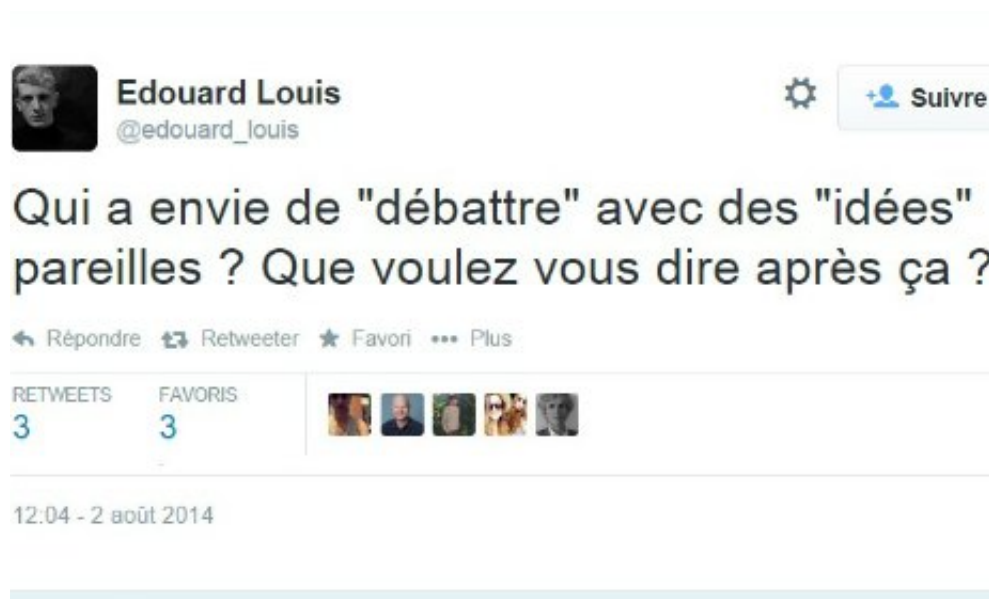 Edouard Louis
@edouard_louis
Suivre
Qui a envie de "débattre" avec des "idées"
pareilles ? Que voulez vous dire après ça ?
Répondre Retweeter Favori Plus
RETWEETS FAVORIS
3 3
12:04 - 2 août 2014